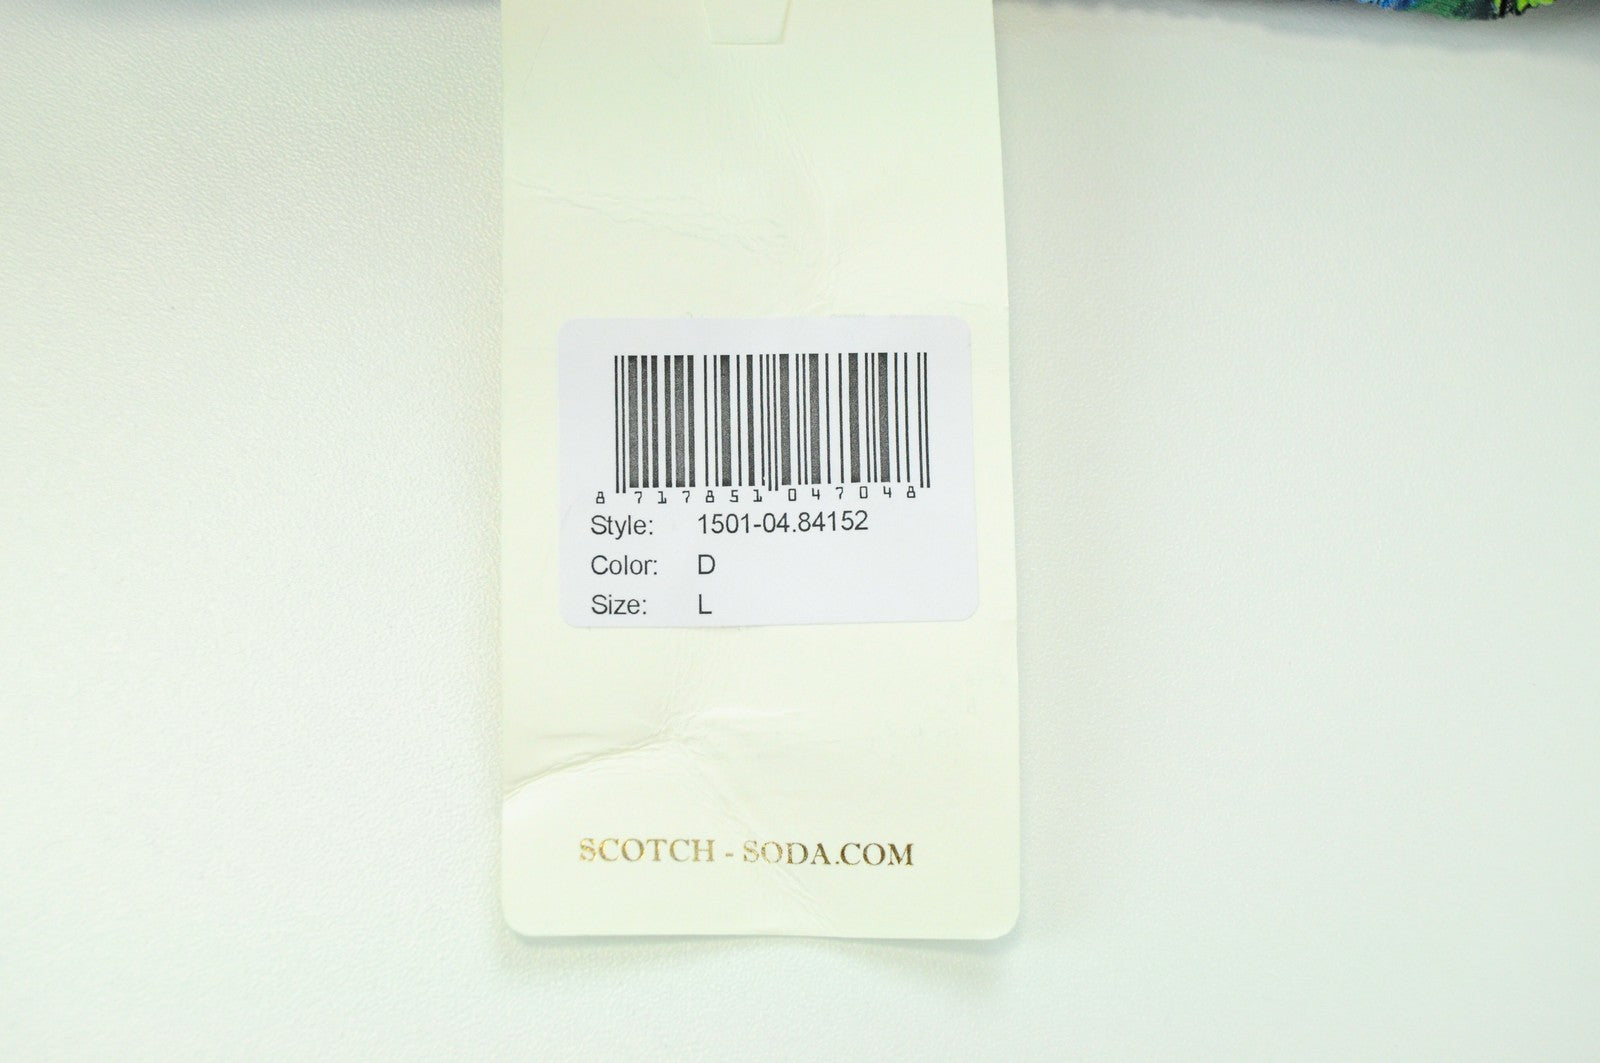 8 717851 047048
Style: 1501-04.84152
Color: D
Size: L
SCOTCH - SODA.COM